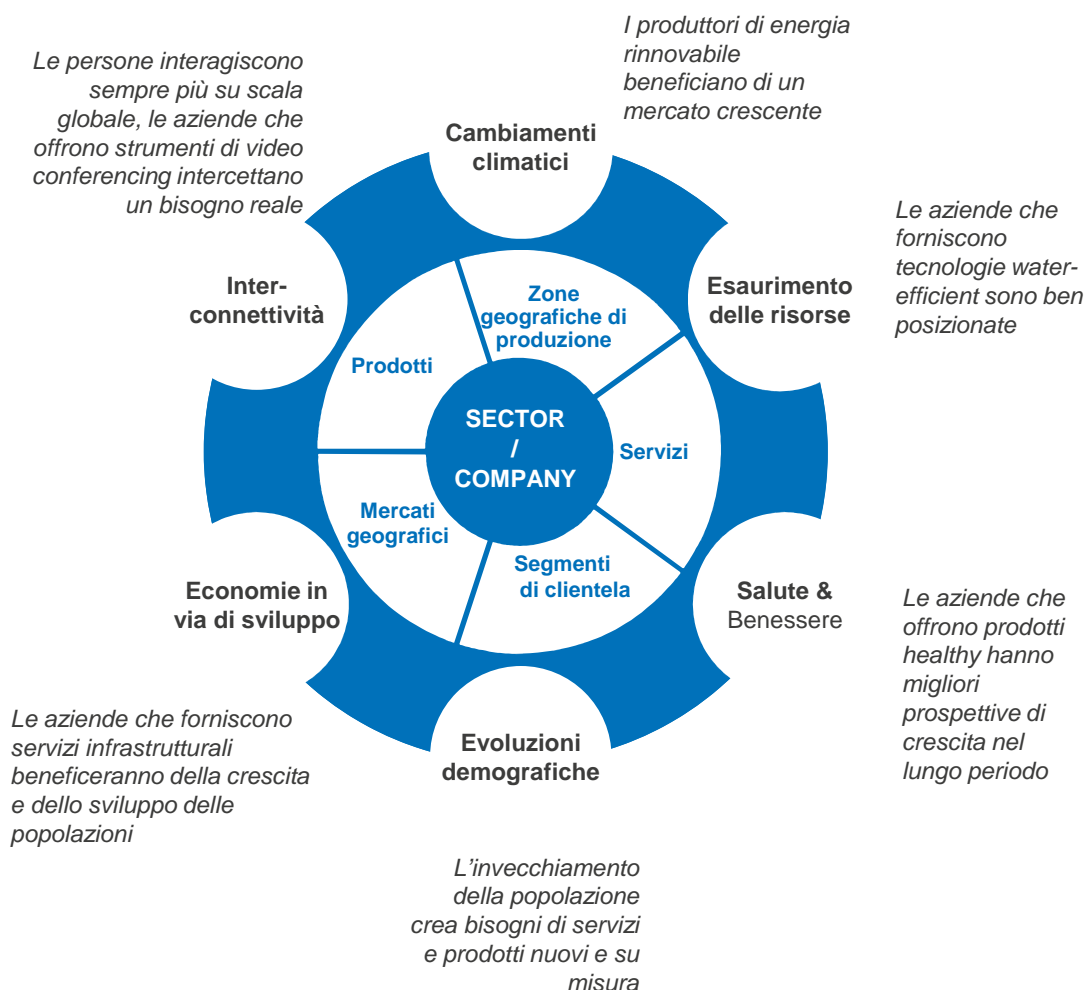 I produttori di energia
rinnovabile
beneficiano di un
mercato crescente
Le persone interagiscono
sempre più su scala
globale, le aziende che
offrono strumenti di video
conferencing intercettano
un bisogno reale
Cambiamenti
climatici
Le aziende che
forniscono
tecnologie water-
efficient sono ben
posizionate
Inter-
connettività
Esaurimento
delle risorse
Zone
geografiche di
produzione
Prodotti
SECTOR
/
COMPANY
Servizi
Mercati
geografici
Segmenti
di clientela
Economie in
via di sviluppo
Salute &
Benessere
Le aziende che
offrono prodotti
healthy hanno
migliori
prospettive di
crescita nel
lungo periodo
Le aziende che forniscono
servizi infrastrutturali
beneficeranno della crescita
e dello sviluppo delle
popolazioni
Evoluzioni
demografiche
L'invecchiamento
della popolazione
crea bisogni di servizi
e prodotti nuovi e su
misura